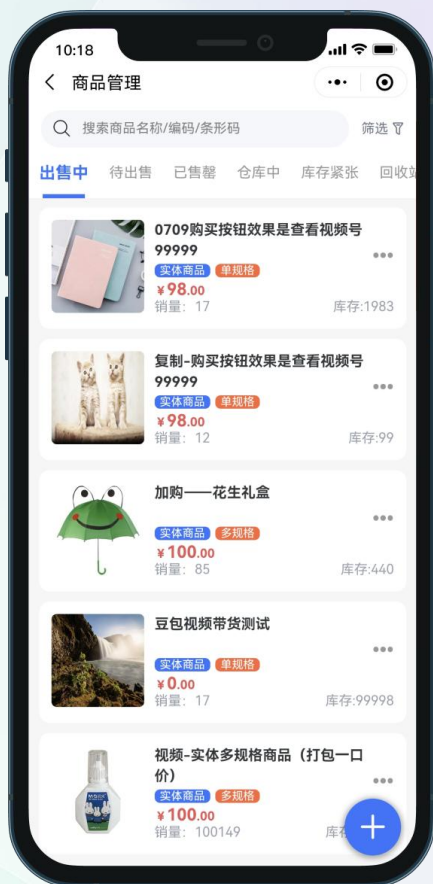 10:18
商品管理
搜索商品名称/编码/条形码
筛选
出售中 待出售 已售罄 仓库中 库存紧张 回收站
0709购买按钮效果是查看视频号
99999
实体商品 单规格
¥98.00
销量: 17 库存:1983
复制-购买按钮效果是查看视频号
99999
实体商品 单规格
¥98.00
销量: 12 库存:99
加购——花生礼盒
实体商品 多规格
¥100.00
销量: 85 库存:440
豆包视频带货测试
实体商品 单规格
¥0.00
销量: 17 库存:99998
视频-实体多规格商品（打包一口
价）
实体商品 多规格
¥100.00
销量: 100149